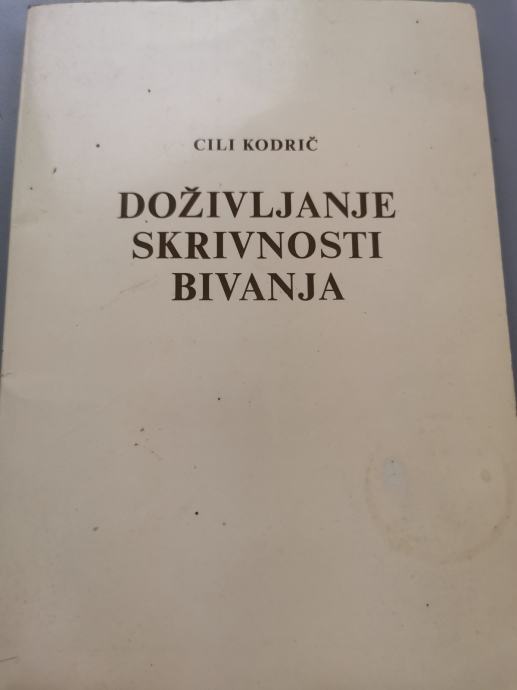 CILI KODRIČ
DOŽIVLJANJE
SKRIVNOSTI
BIVANJA